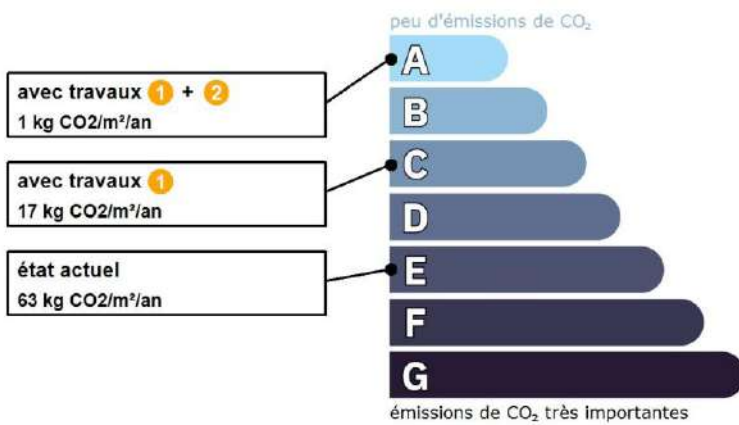 peu d'émissions de CO₂
A
avec travaux 1 + 2
1 kg CO2/m²/an
B
C
avec travaux 1
17 kg CO2/m²/an
D
état actuel
63 kg CO2/m²/an
E
F
G
émissions de CO₂ très importantes